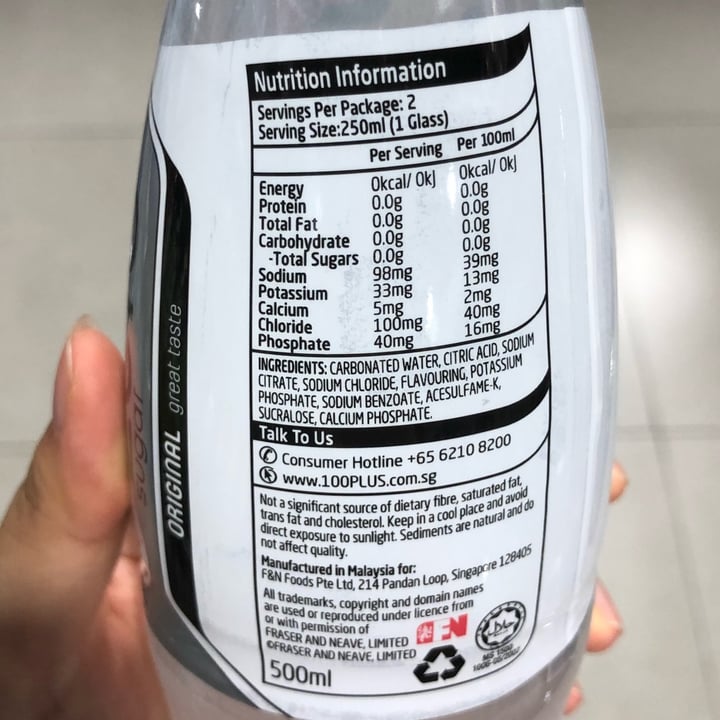 Nutrition Information
Servings Per Package: 2
Serving Size:250ml (1 Glass)
Per Serving Per 100ml
Energy 0kcal/ 0kJ 0kcal/ 0kJ
Protein 0.0g 0.0g
Total Fat 0.0g 0.0g
Carbohydrate 0.0g 0.0g
-Total Sugars 0.0g 0.0g
Sodium 98mg 39mg
Potassium 33mg 13mg
Calcium 5mg 2mg
Chloride 100mg 40mg
Phosphate 40mg 16mg
INGREDIENTS: CARBONATED WATER, CITRIC ACID, SODIUM
CITRATE, SODIUM CHLORIDE, FLAVOURING, POTASSIUM
PHOSPHATE, SODIUM BENZOATE, ACESULFAME-K,
SUCRALOSE, CALCIUM PHOSPHATE.
Talk To Us
Consumer Hotline +65 6210 8200
www.100PLUS.com.sg
Not a significant source of dietary fibre, saturated fat,
trans fat and cholesterol. Keep in a cool place and avoid
direct exposure to sunlight. Sediments are natural and do
not affect quality.
Manufactured in Malaysia for:
F&N Foods Pte Ltd, 214 Pandan Loop, Singapore 128405
All trademarks, copyright and domain names
are used or reproduced under licence from
or with permission of
FRASER AND NEAVE, LIMITED
©FRASER AND NEAVE, LIMITED
FN
MS 1500
500ml
ORIGINAL great taste
sugar